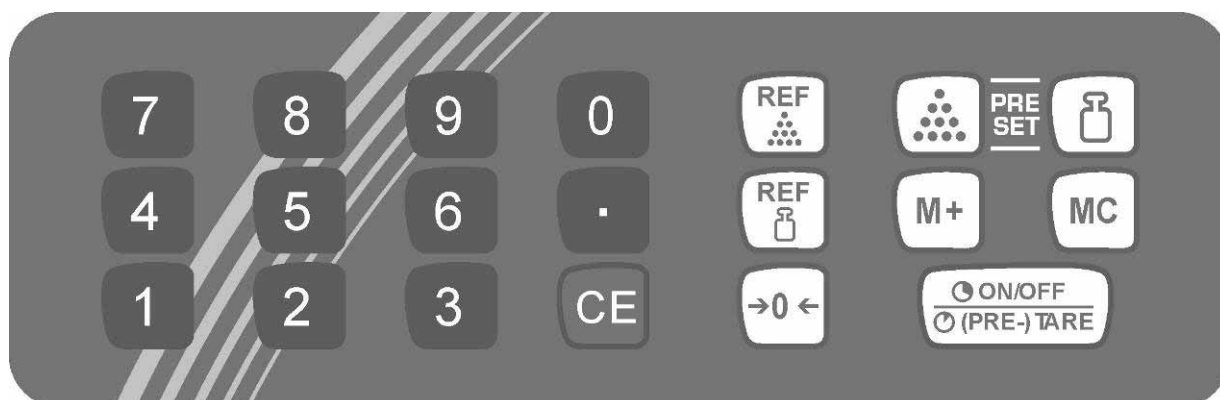 7 8 9 0 REF PRE
SET
4 5 6 . REF M+ MC
1 2 3 CE →0← ON/OFF
(PRE-) TARE